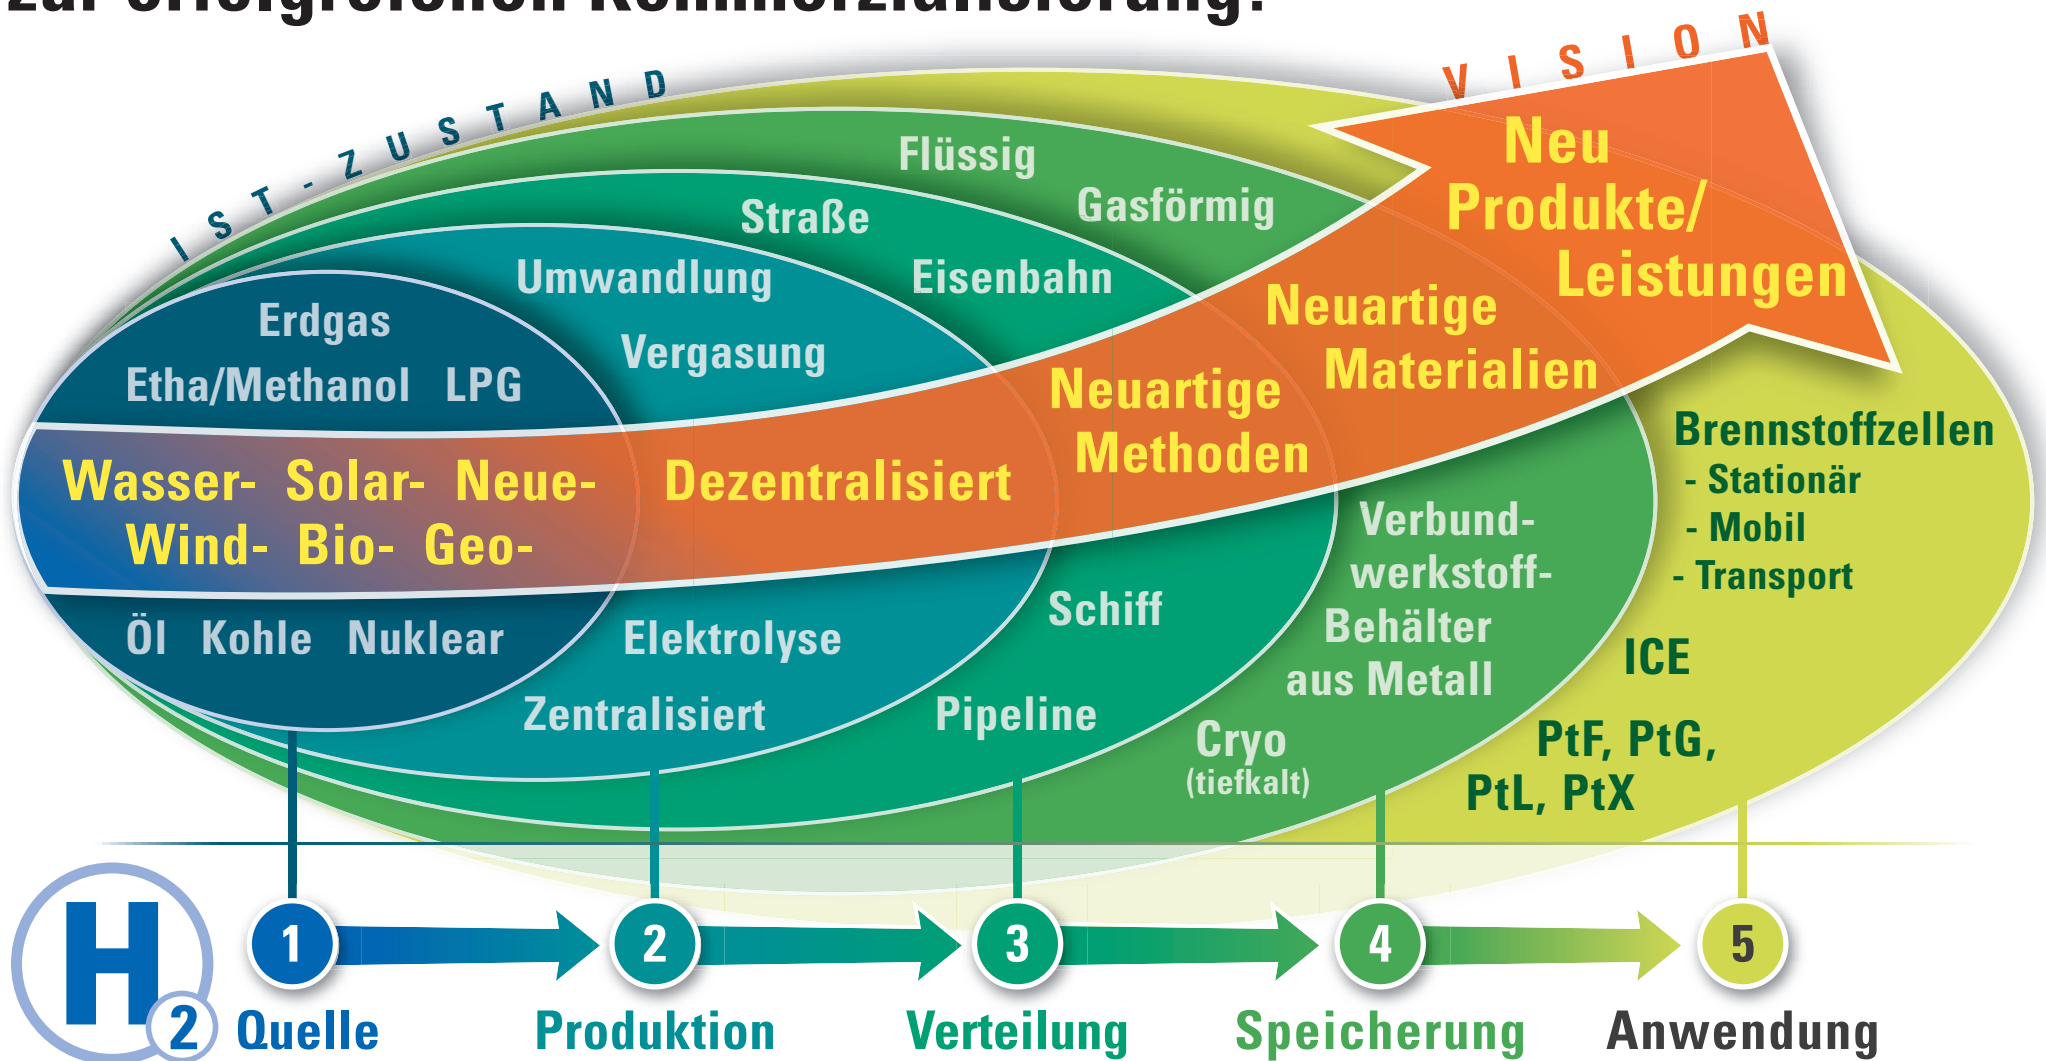 zur erfolgreichen Kommerzialisierung:
IST-ZUSTAND
VISION
Flüssig
Gasförmig
Straße
Eisenbahn
Umwandlung
Vergasung
Erdgas
Etha/Methanol LPG
Wasser- Solar- Neue-
Wind- Bio- Geo-
Öl Kohle Nuklear
Dezentralisiert
Neuartige
Methoden
Neuartige
Materialien
Neu
Produkte/
Leistungen
Elektrolyse
Zentralisiert
Schiff
Pipeline
Verbund-
werkstoff-
Behälter
aus Metall
Cryo
(tiefkalt)
Brennstoffzellen
- Stationär
- Mobil
- Transport
ICE
PtF, PtG,
PtL, PtX
H2
1 2 3 4 5
Quelle Produktion Verteilung Speicherung Anwendung